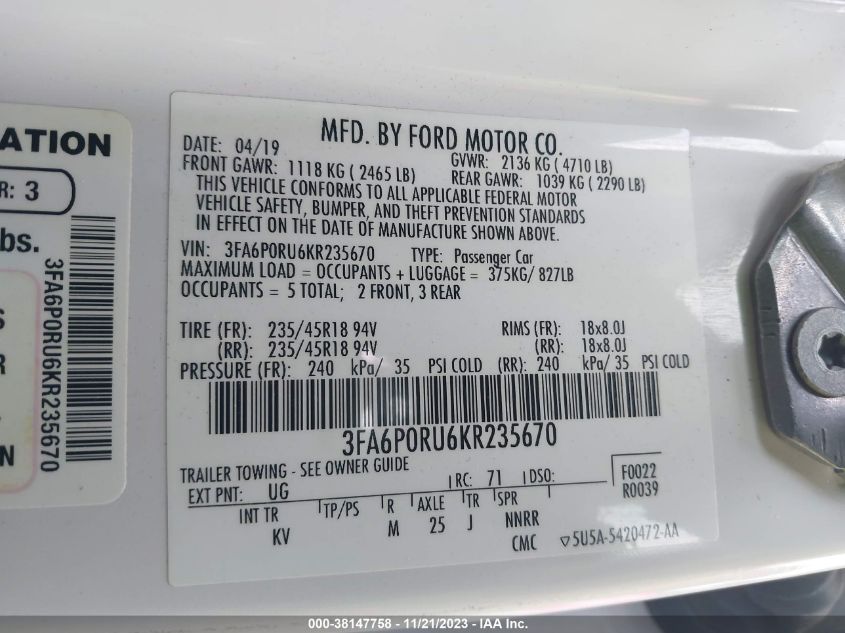 ATION
R: 3
bs.
3FA6P0RU6KR235670
S
R
N
MFD. BY FORD MOTOR CO.
DATE: 04/19
GVWR: 2136 KG ( 4710 LB)
FRONT GAWR: 1118 KG ( 2465 LB)
REAR GAWR: 1039 KG ( 2290 LB)
THIS VEHICLE CONFORMS TO ALL APPLICABLE FEDERAL MOTOR
VEHICLE SAFETY, BUMPER, AND THEFT PREVENTION STANDARDS
IN EFFECT ON THE DATE OF MANUFACTURE SHOWN ABOVE.
VIN: 3FA6P0RU6KR235670 TYPE: Passenger Car
MAXIMUM LOAD = OCCUPANTS + LUGGAGE = 375KG/ 827LB
OCCUPANTS = 5 TOTAL; 2 FRONT, 3 REAR
TIRE (FR): 235/45R18 94V RIMS (FR): 18x8.0J
(RR): 235/45R18 94V (RR): 18x8.0J
PRESSURE (FR): 240 kPa/ 35 PSI COLD (RR): 240 kPa/ 35 PSI COLD
3FA6P0RU6KR235670
TRAILER TOWING - SEE OWNER GUIDE
EXT PNT: UG RC: 71 DSO: F0022
R0039
INT TR TP/PS R AXLE TR SPR
KV M 25 J NNRR
CMC ▽5U5A-5420472-AA
000-38147758 - 11/21/2023 - IAA Inc.